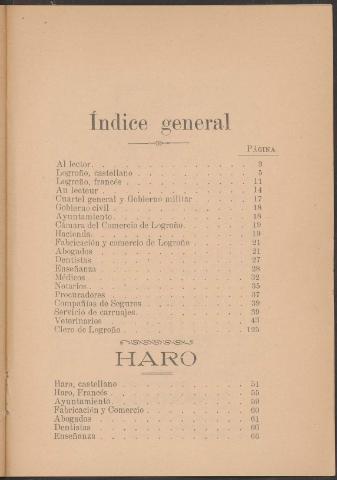 Índice general
PÁGINA
Al lector. 3
Logroño, castellano 5
Logroño, francés 11
Au lecteur 14
Cuartel general y Gobierno militar 17
Gobierno civil 18
Ayuntamiento 18
Cámara del Comercio de Logroño 19
Hacienda 19
Fabricación y comercio de Logroño 21
Abogados 21
Dentistas 27
Enseñanza 28
Médicos 32
Notarios 35
Procuradores 37
Compañías de Seguros 39
Servicio de carruajes. 39
Veterinarios 43
Clero de Logroño 125
HARO
Haro, castellano 51
Haro, Francés 55
Ayuntamiento 59
Fabricación y Comercio 60
Abogados 61
Dentistas 66
Enseñanza 66